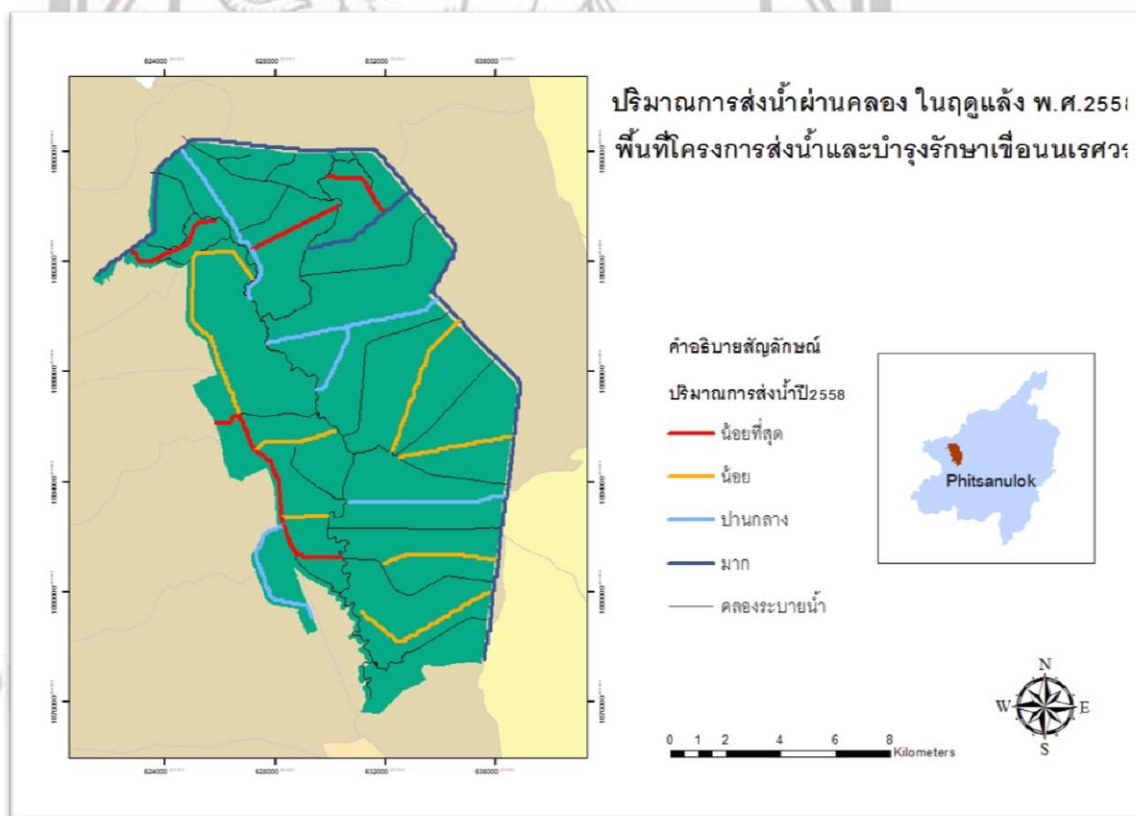 624000 628000 632000 636000
ปริมาณการส่งน้ำผ่านคลอง ในฤดูแล้ง พ.ศ.2558
พื้นที่โครงการส่งน้ำและบำรุงรักษาเขื่อนนเรศวร
คำอธิบายสัญลักษณ์
ปริมาณการส่งน้ำปี2558
น้อยที่สุด
น้อย
ปานกลาง
มาก
คลองระบายน้ำ
Phitsanulok
N
W E
S
0 1 2 4 6 8
Kilometers
624000 628000 632000 636000